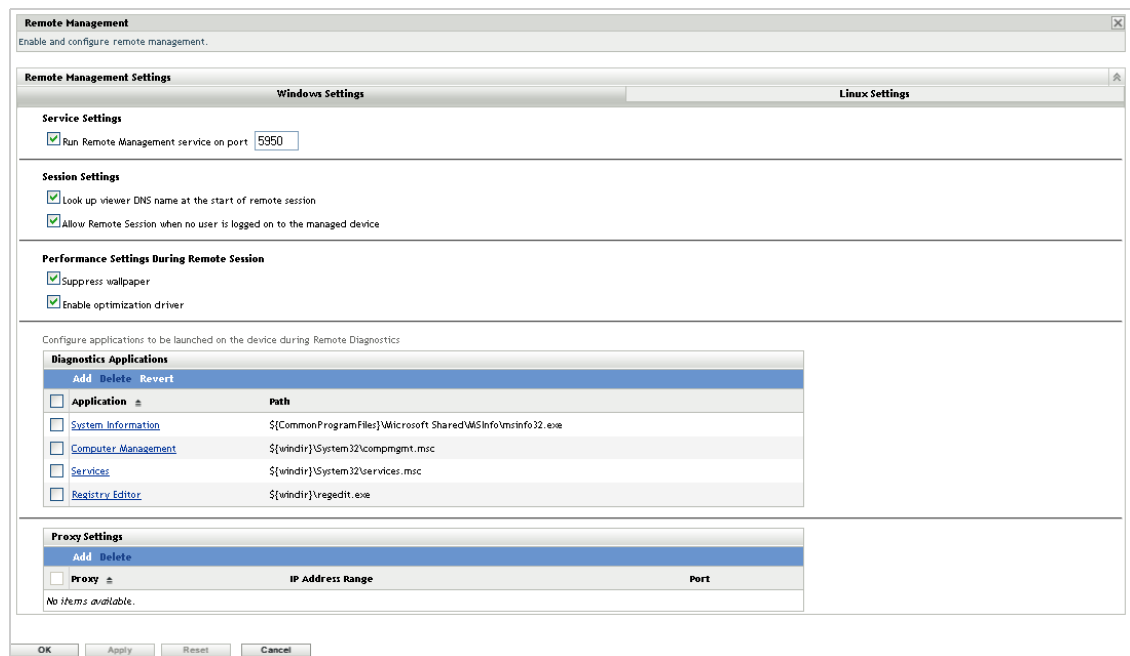 Remote Management
Enable and configure remote management.
Remote Management Settings
Windows Settings Linux Settings
Service Settings
Run Remote Management service on port 5950
Session Settings
Look up viewer DNS name at the start of remote session
Allow Remote Session when no user is logged on to the managed device
Performance Settings During Remote Session
Suppress wallpaper
Enable optimization driver
Configure applications to be launched on the device during Remote Diagnostics
Diagnostics Applications
Add Delete Revert
Application Path
System Information ${CommonProgramFiles}\Microsoft Shared\MSInfo\msinfo32.exe
Computer Management ${windir}\System32\compmgmt.msc
Services ${windir}\System32\services.msc
Registry Editor ${windir}\regedit.exe
Proxy Settings
Add Delete
Proxy IP Address Range Port
No items available.
OK Apply Reset Cancel